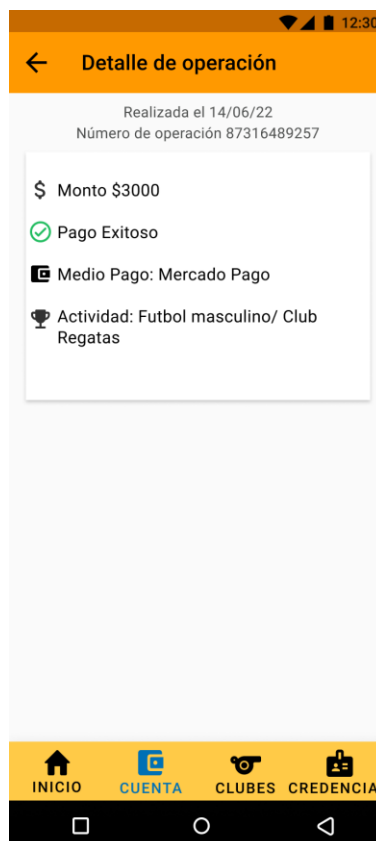 12:30
Detalle de operación
Realizada el 14/06/22
Número de operación 87316489257
Monto $3000
Pago Exitoso
Medio Pago: Mercado Pago
Actividad: Futbol masculino/ Club
Regatas
INICIO CUENTA CLUBES CREDENCIA